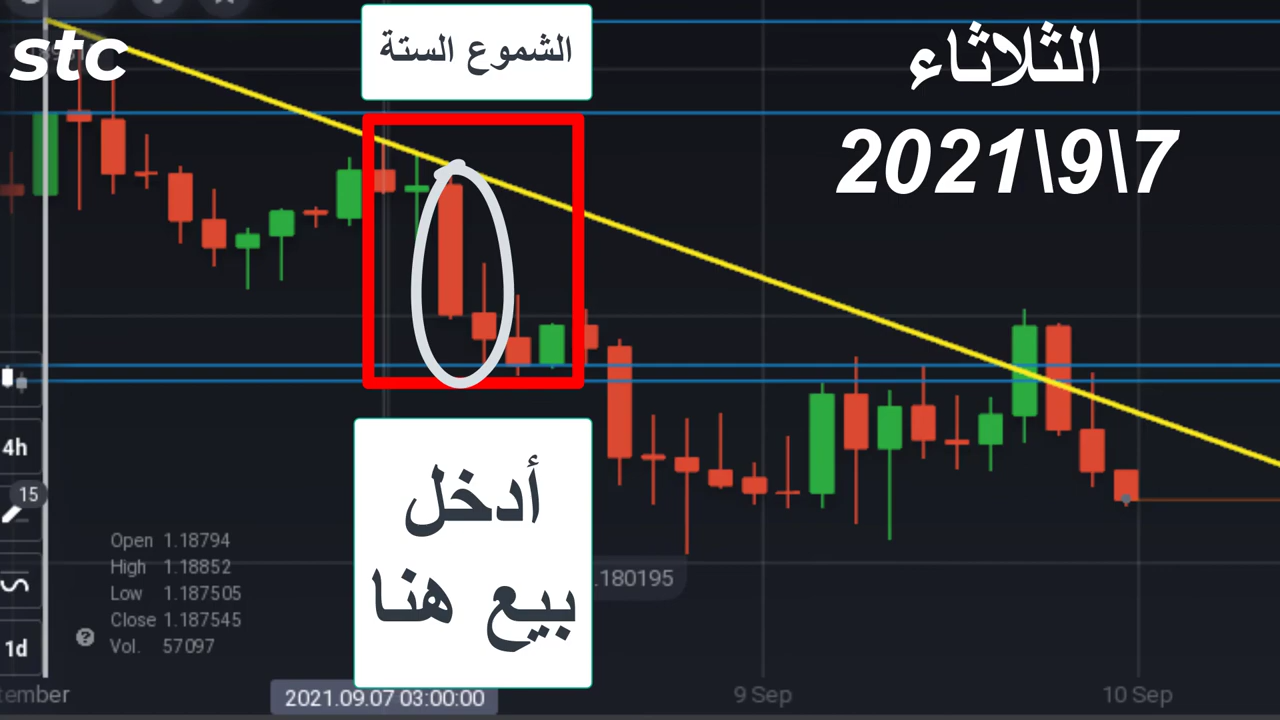 stc
الشموع الستة
الثلاثاء
2021\9\7
أدخل
بيع هنا
4h
15
1d
Open 1.18794
High 1.18852
Low 1.187505
Close 1.187545
Vol. 57097
.180195
tember
2021.09.07 03:00:00
9 Sep
10 Sep